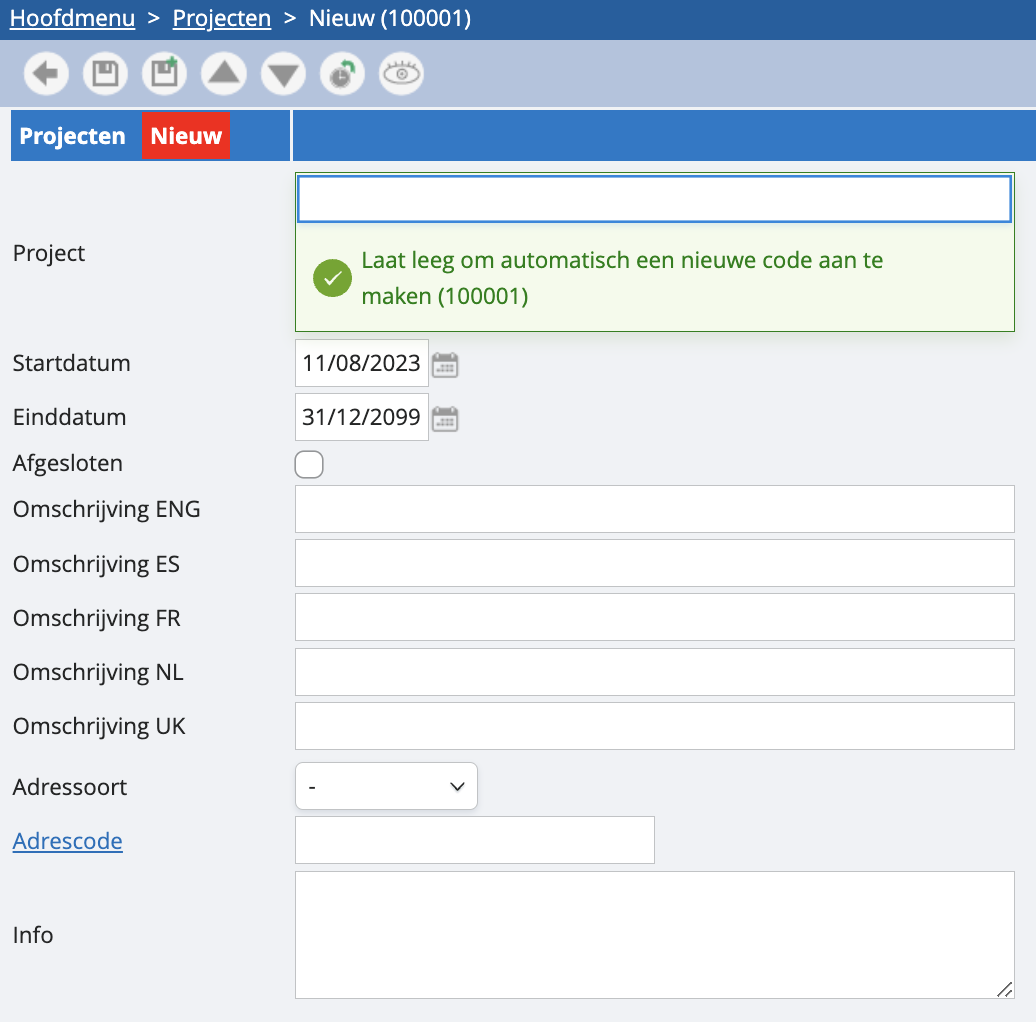 Hoofdmenu > Projecten > Nieuw (100001)
Projecten Nieuw
Project
Laat leeg om automatisch een nieuwe code aan te
maken (100001)
Startdatum 11/08/2023
Einddatum 31/12/2099
Afgesloten
Omschrijving ENG
Omschrijving ES
Omschrijving FR
Omschrijving NL
Omschrijving UK
Adressoort -
Adrescode
Info